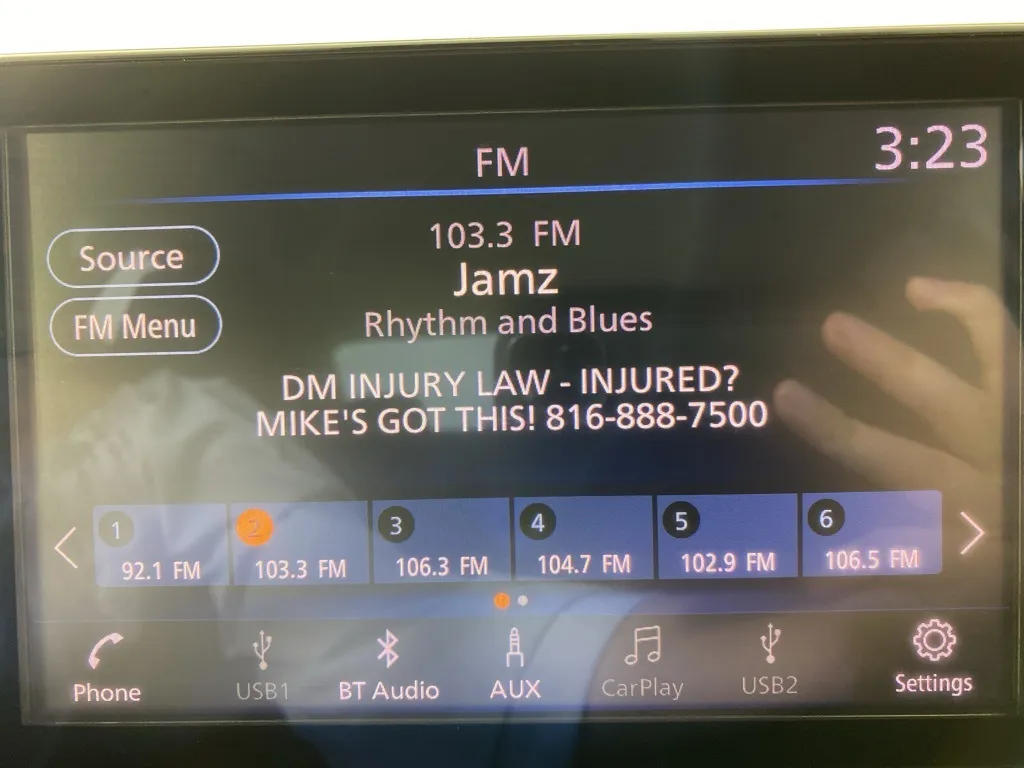 FM
3:23
Source
FM Menu
103.3 FM
Jamz
Rhythm and Blues
DM INJURY LAW - INJURED?
MIKE'S GOT THIS! 816-888-7500
1 2 3 4 5 6
92.1 FM 103.3 FM 106.3 FM 104.7 FM 102.9 FM 106.5 FM
Phone USB1 BT Audio AUX CarPlay USB2 Settings